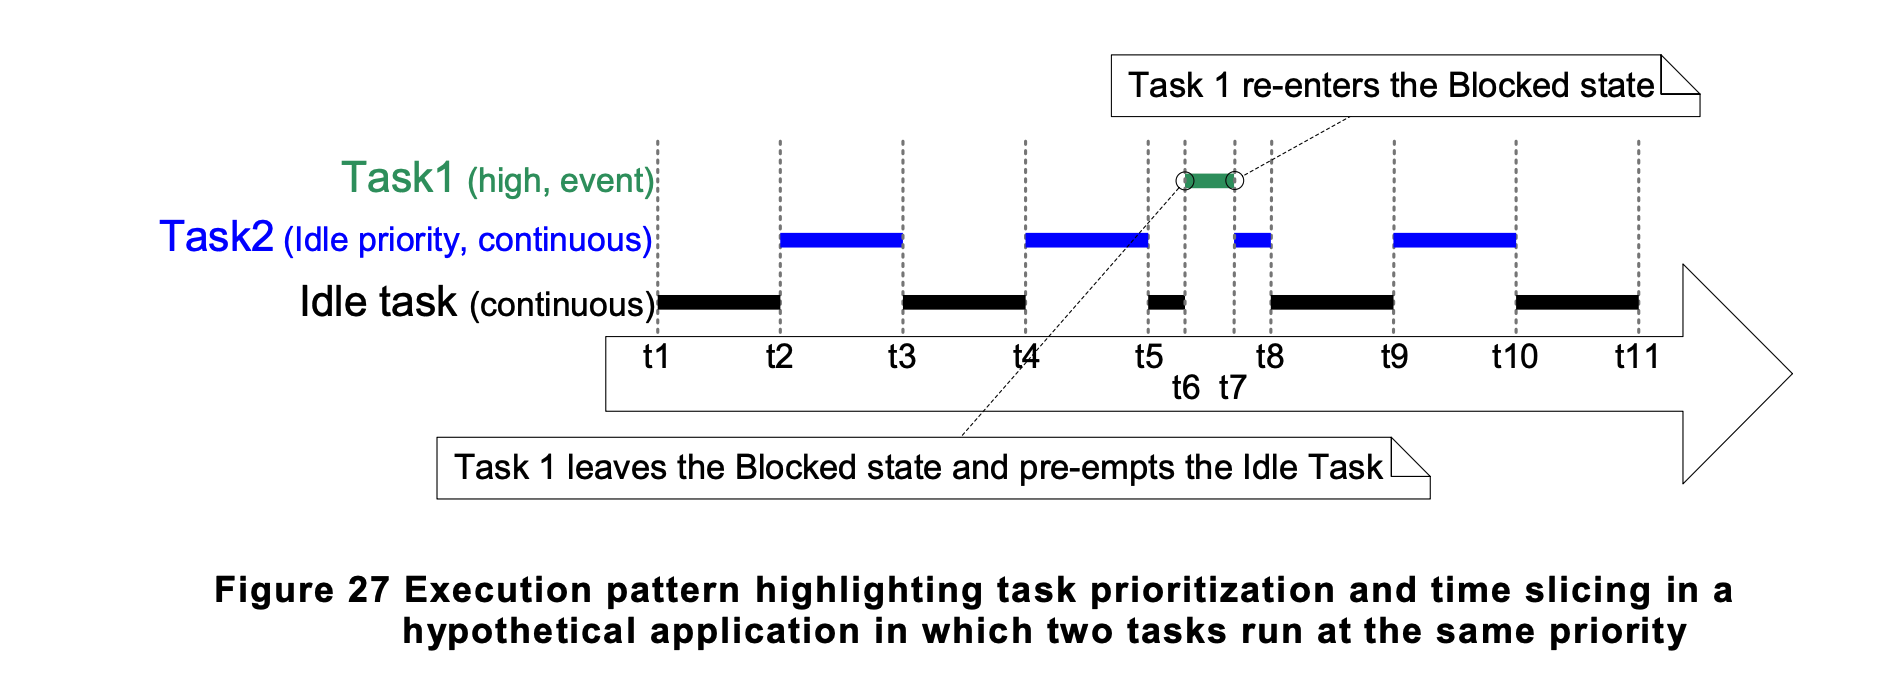 Task 1 re-enters the Blocked state
Task1 (high, event)
Task2 (Idle priority, continuous)
Idle task (continuous)
t1 t2 t3 t4 t5 t8 t9 t10 t11
t6 t7
Task 1 leaves the Blocked state and pre-empts the Idle Task
Figure 27 Execution pattern highlighting task prioritization and time slicing in a
hypothetical application in which two tasks run at the same priority